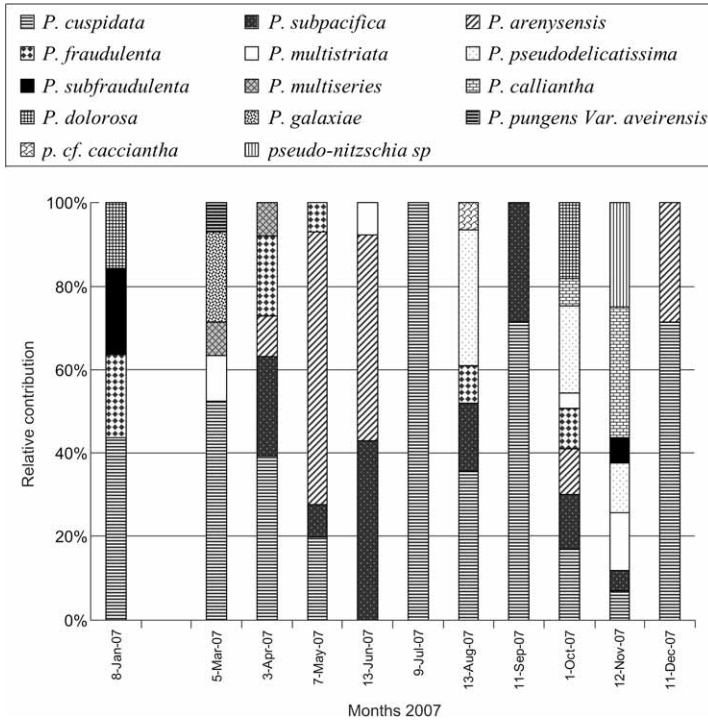 P. cuspidata P. subpacifica P. arenysensis
P. fraudulenta P. multistriata P. pseudodelicatissima
P. subfraudulenta P. multiseries P. calliantha
P. dolorosa P. galaxiae P. pungens Var. aveirensis
p. cf. cacciantha pseudo-nitzschia sp
100%
80%
60%
40%
20%
0%
Relative contribution
8-Jan-07
5-Mar-07
3-Apr-07
7-May-07
13-Jun-07
9-Jul-07
13-Aug-07
11-Sep-07
1-Oct-07
12-Nov-07
11-Dec-07
Months 2007